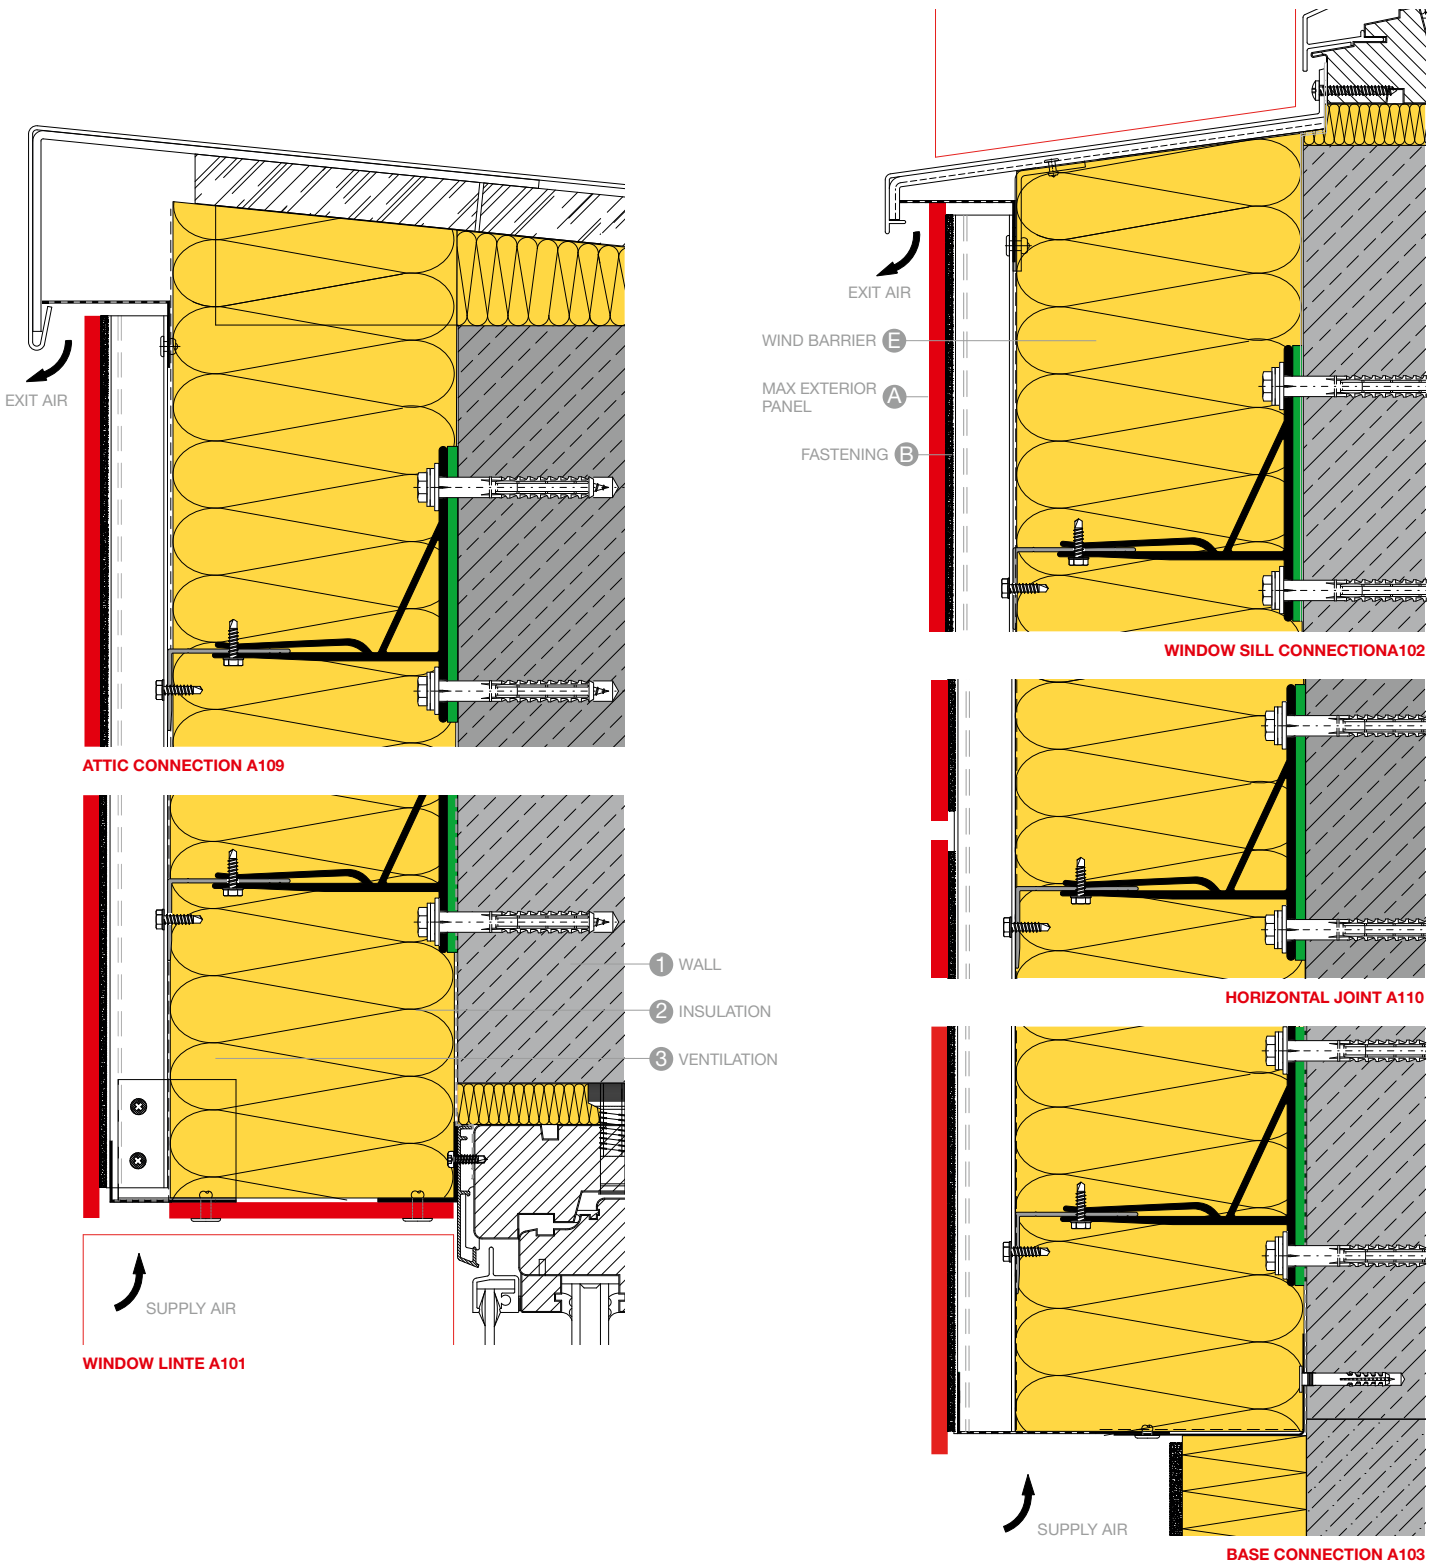 EXIT AIR
ATTIC CONNECTION A109
1 WALL
2 INSULATION
3 VENTILATION
SUPPLY AIR
WINDOW LINTE A101
EXIT AIR
WIND BARRIER E
MAX EXTERIOR
PANEL A
FASTENING B
WINDOW SILL CONNECTIONA102
HORIZONTAL JOINT A110
SUPPLY AIR
BASE CONNECTION A103